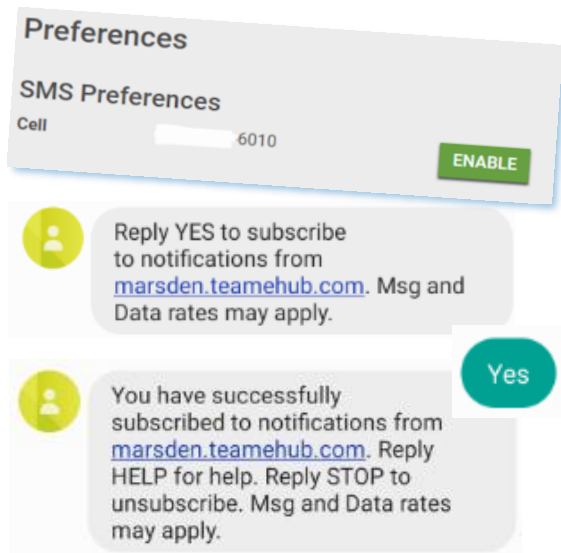 Preferences
SMS Preferences
Cell 6010
ENABLE
Reply YES to subscribe
to notifications from
marsden.teamehub.com. Msg and
Data rates may apply.
Yes
You have successfully
subscribed to notifications from
marsden.teamehub.com. Reply
HELP for help. Reply STOP to
unsubscribe. Msg and Data rates
may apply.